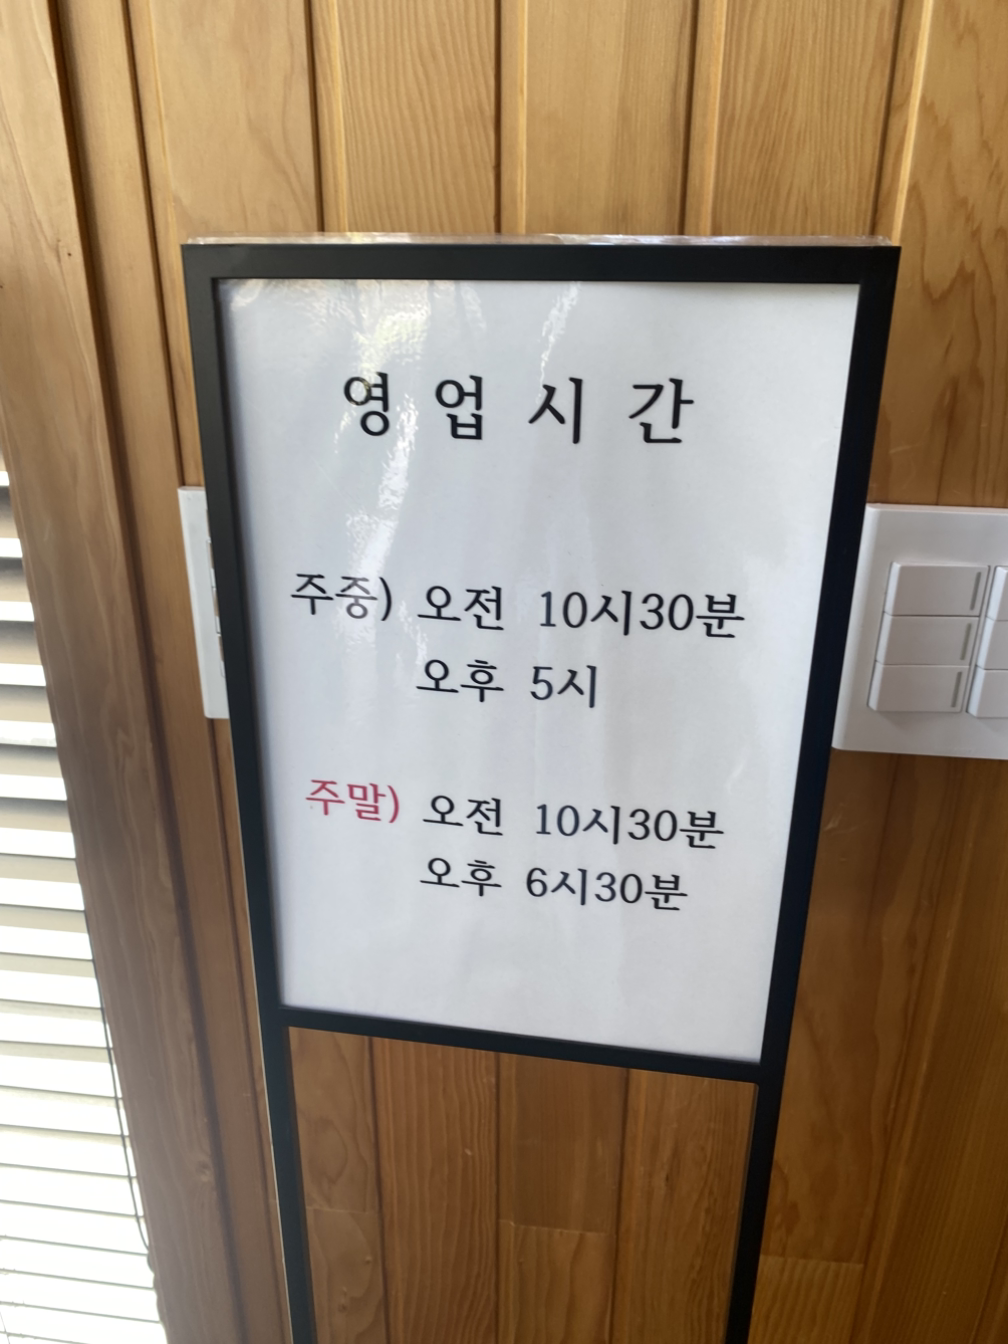 영 업 시 간
주중) 오전 10시30분
오후 5시
주말) 오전 10시30분
오후 6시30분